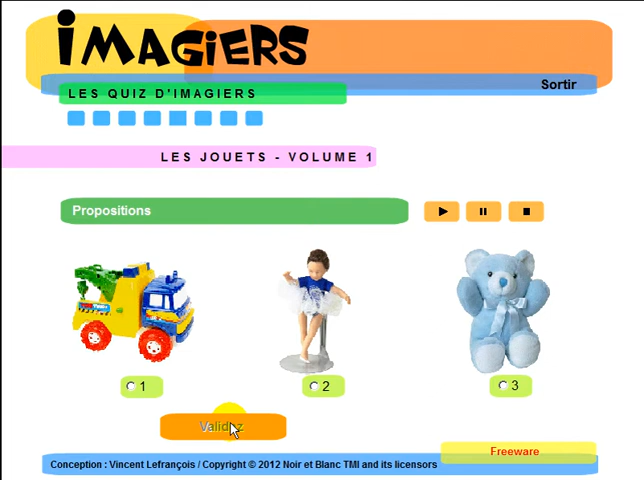 iMAGiERS
Sortir
LES QUIZ D'IMAGIERS
LES JOUETS - VOLUME 1
Propositions
1
2
3
Validez
Freeware
Conception : Vincent Lefrançois / Copyright © 2012 Noir et Blanc TMI and its licensors